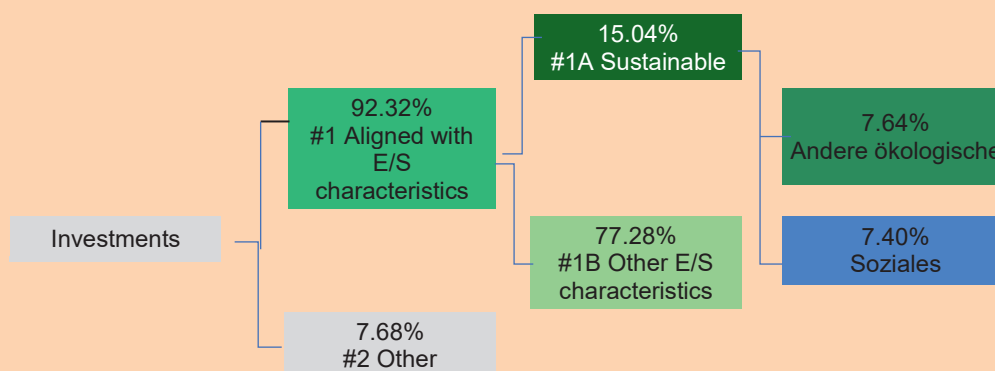 15.04%
#1A Sustainable
92.32%
#1 Aligned with
E/S
characteristics
7.64%
Andere ökologische
Investments
77.28%
#1B Other E/S
characteristics
7.40%
Soziales
7.68%
#2 Other